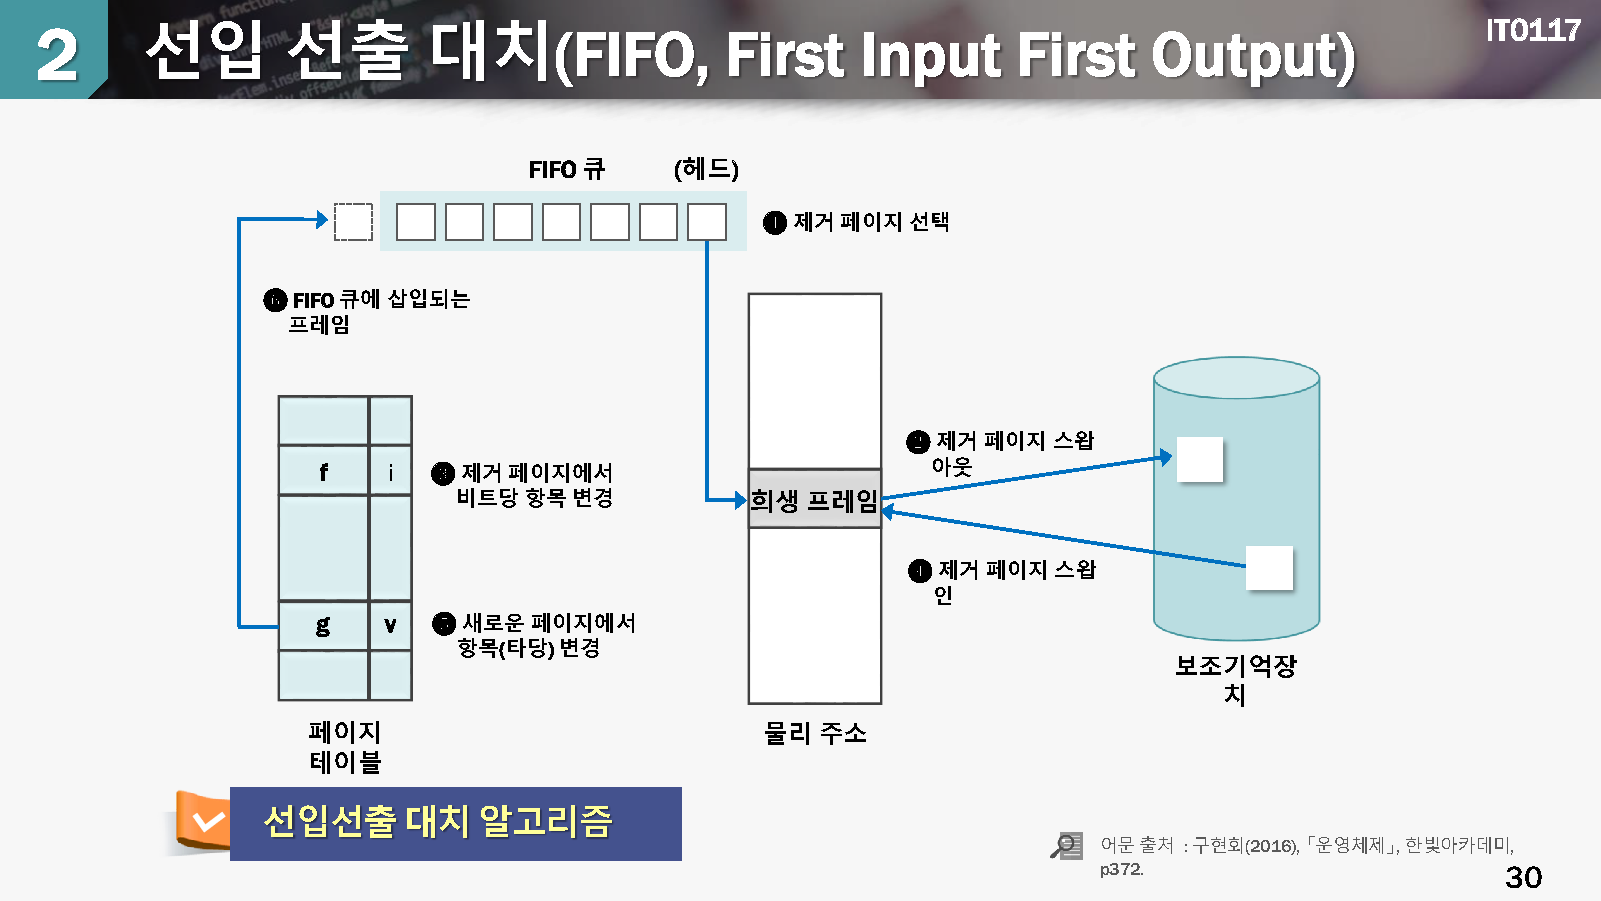 2
선입 선출 대치(FIFO, First Input First Output)
IT0117
FIFO 큐
(헤드)
❶ 제거 페이지 선택
❻ FIFO 큐에 삽입되는
프레임
f i
❸ 제거 페이지에서
비트당 항목 변경
g v
❺ 새로운 페이지에서
항목(타당) 변경
페이지
테이블
희생 프레임
물리 주소
❷ 제거 페이지 스왑
아웃
❹ 제거 페이지 스왑
인
보조기억장
치
선입선출 대치 알고리즘
어문 출처 : 구현회(2016), 「운영체제」, 한빛아카데미,
p372.
30